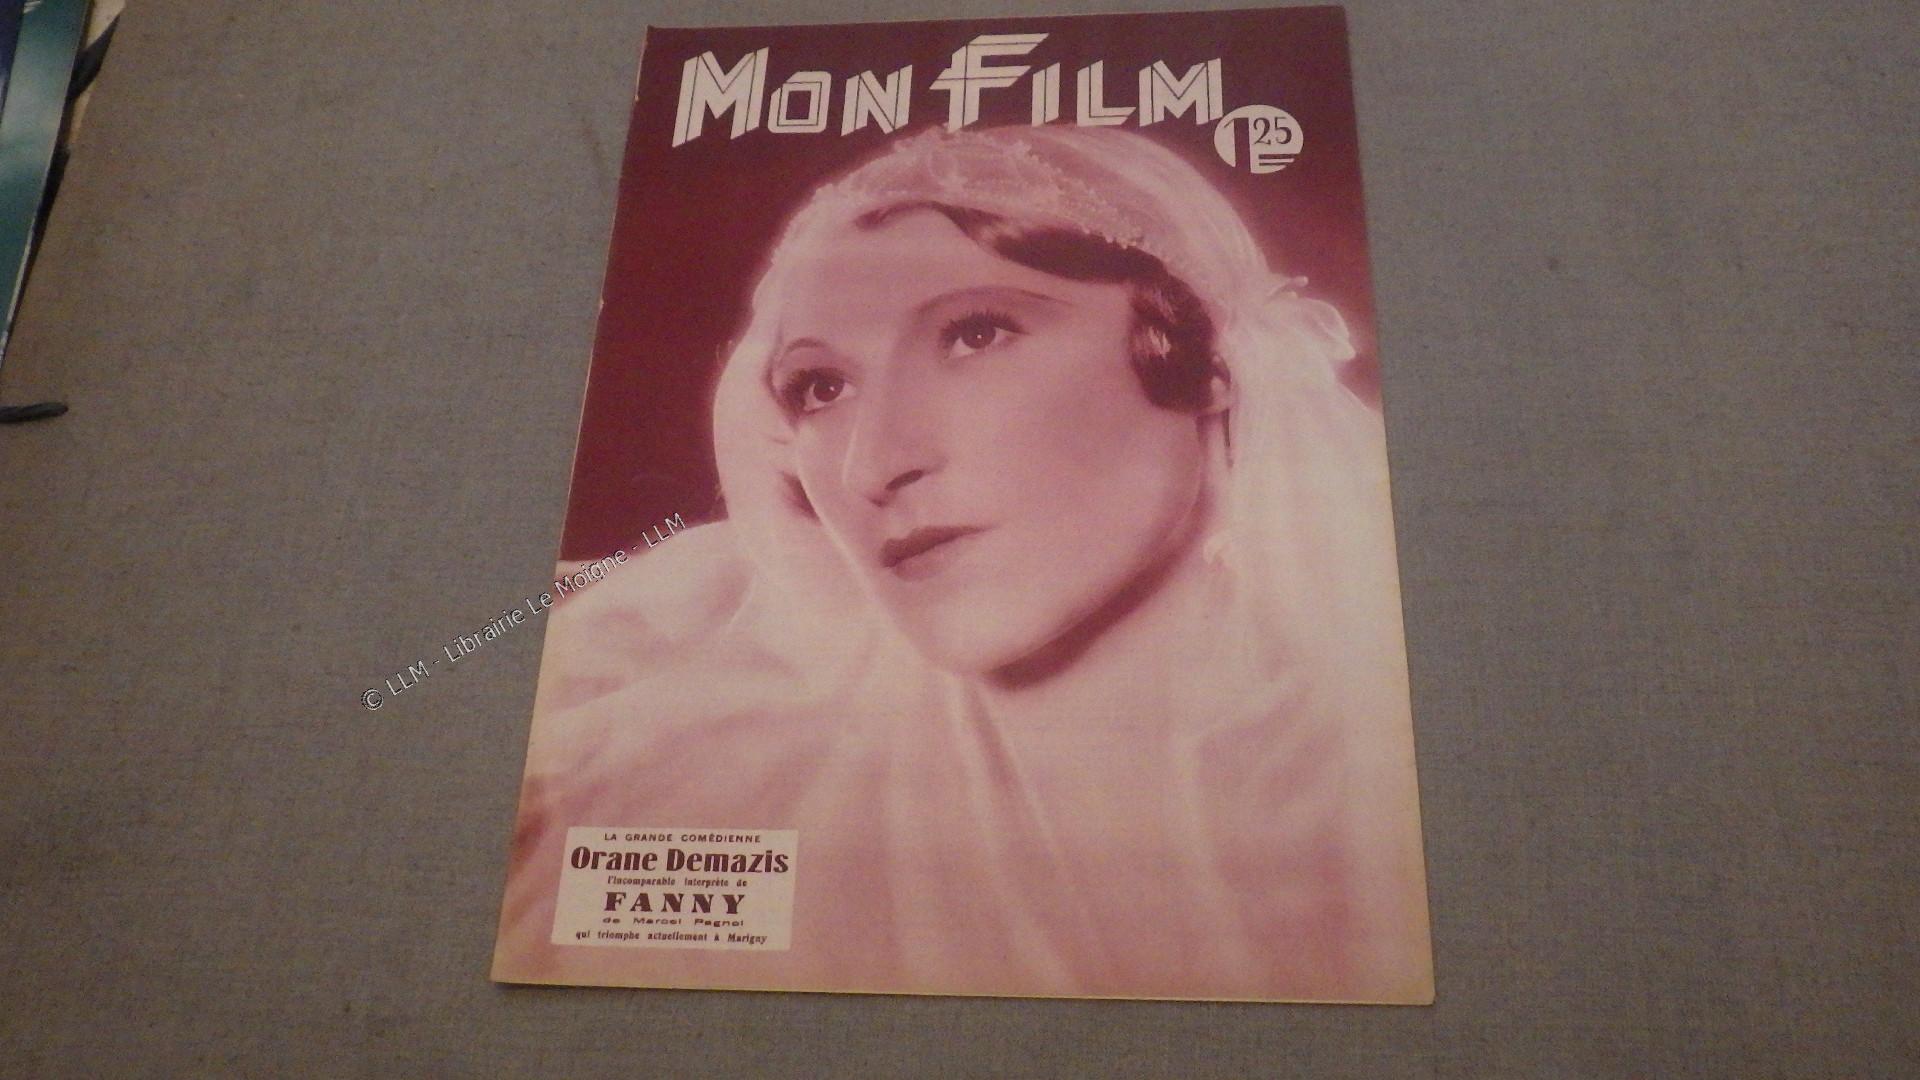 MON FILM
1F 25
© LLM - Librairie Le Moigne - LLM
LA GRANDE COMÉDIENNE
Orane Demazis
l'incomparable interprète de
FANNY
de Marcel Pagnol
qui triomphe actuellement à Marigny